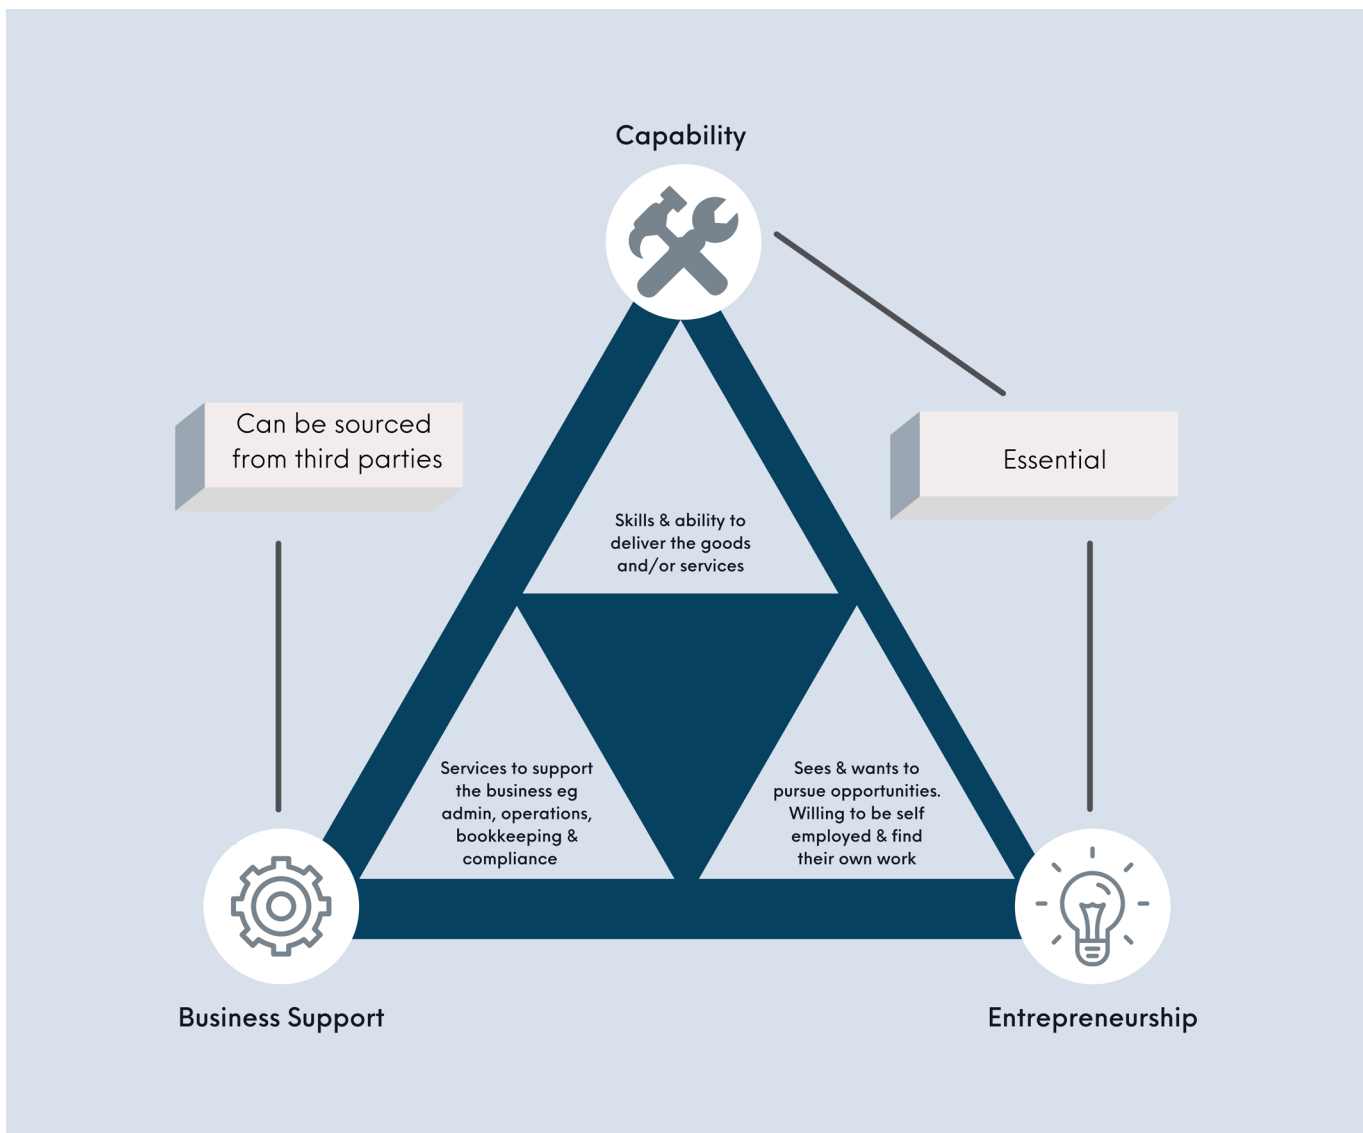 Capability
Can be sourced
from third parties
Essential
Skills & ability to
deliver the goods
and/or services
Services to support
the business eg
admin, operations,
bookkeeping &
compliance
Sees & wants to
pursue opportunities.
Willing to be self
employed & find
their own work
Business Support
Entrepreneurship